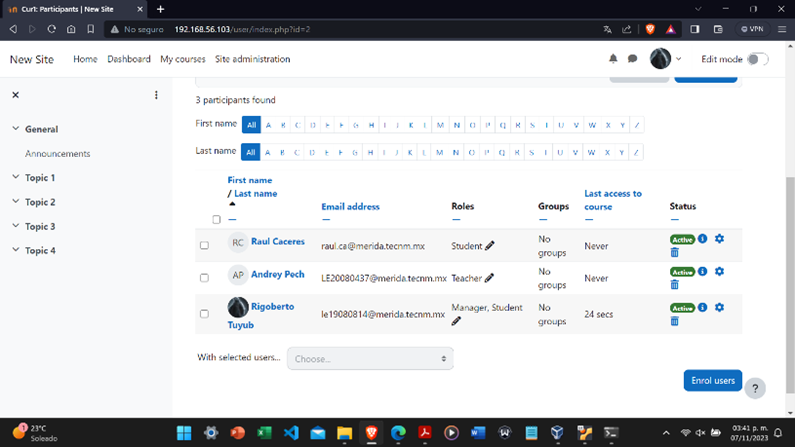 Cur1: Participants | New Site
No seguro 192.168.56.103/user/index.php?id=2
VPN
New Site Home Dashboard My courses Site administration Edit mode
General
Announcements
Topic 1
Topic 2
Topic 3
Topic 4
3 participants found
First name All A B C D E F G H I J K L M N O P Q R S T U V W X Y Z
Last name All A B C D E F G H I J K L M N O P Q R S T U V W X Y Z
First name
/ Last name Email address Roles Groups Last access to
course Status
RC Raul Caceres raul.ca@merida.tecnm.mx Student No
groups Never Active
AP Andrey Pech LE20080437@merida.tecnm.mx Teacher No
groups Never Active
Rigoberto
Tuyub le19080814@merida.tecnm.mx Manager, Student No
groups 24 secs Active
With selected users... Choose...
Enrol users
?
1 23°C
Soleado
03:41 p. m.
07/11/2023